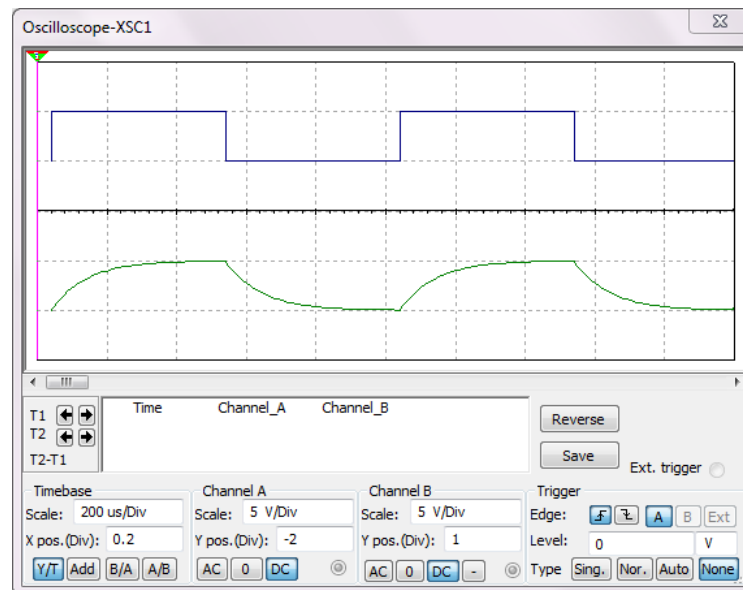 Oscilloscope-XSC1
Time Channel_A Channel_B
T1
T2
T2-T1
Reverse
Save
Ext. trigger
Timebase
Scale: 200 us/Div
X pos.(Div): 0.2
Y/T Add B/A A/B
Channel A
Scale: 5 V/Div
Y pos.(Div): -2
AC 0 DC
Channel B
Scale: 5 V/Div
Y pos.(Div): 1
AC 0 DC -
Trigger
Edge: A B Ext
Level: 0 V
Type Sing. Nor. Auto None